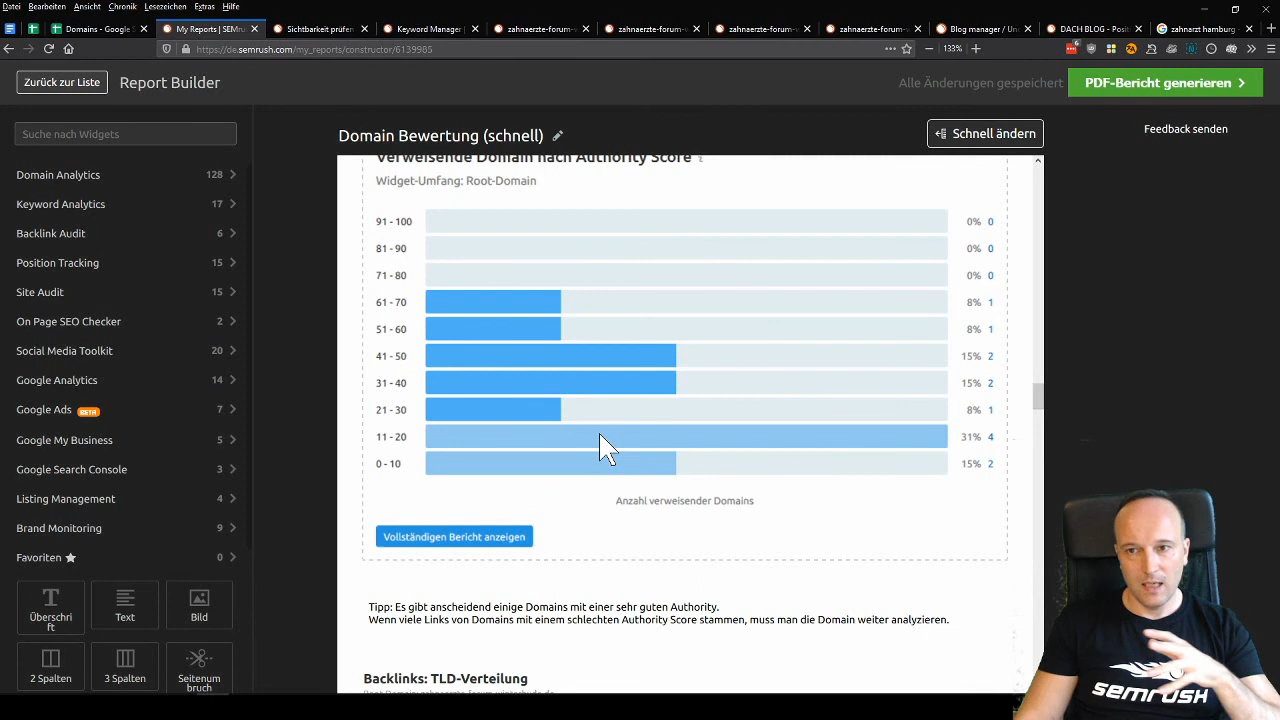 Datei Bearbeiten Ansicht Chronik Lesezeichen Extras Hilfe
Domains - Google S
My Reports | SEMru
Sichtbarkeit prüfen
Keyword Manager |
zahnaerzte-forum-v
zahnaerzte-forum-w
zahnaerzte-forum-v
zahnaerzte-forum-v
Blog manager / Un
DACH BLOG - Posit
zahnarzt hamburg -
https://de.semrush.com/my_reports/constructor/6139985
133%
Zurück zur Liste
Report Builder
Alle Änderungen gespeichert
PDF-Bericht generieren
Suche nach Widgets
Domain Analytics 128
Keyword Analytics 17
Backlink Audit 6
Position Tracking 15
Site Audit 15
On Page SEO Checker 2
Social Media Toolkit 20
Google Analytics 14
Google Ads BETA 7
Google My Business 5
Google Search Console 3
Listing Management 4
Brand Monitoring 9
Favoriten 0
Überschri
ft
Text
Bild
2 Spalten
3 Spalten
Seitenum
bruch
Domain Bewertung (schnell)
Schnell ändern
Feedback senden
Verweisende Domain nach Authority Score
Widget-Umfang: Root-Domain
91 - 100 0% 0
81 - 90 0% 0
71 - 80 0% 0
61 - 70 8% 1
51 - 60 8% 1
41 - 50 15% 2
31 - 40 15% 2
21 - 30 8% 1
11 - 20 31% 4
0 - 10 15% 2
Anzahl verweisender Domains
Vollständigen Bericht anzeigen
Tipp: Es gibt anscheidend einige Domains mit einer sehr guten Authority.
Wenn viele Links von Domains mit einem schlechten Authority Score stammen, muss man die Domain weiter analyzieren.
Backlinks: TLD-Verteilung
semrush